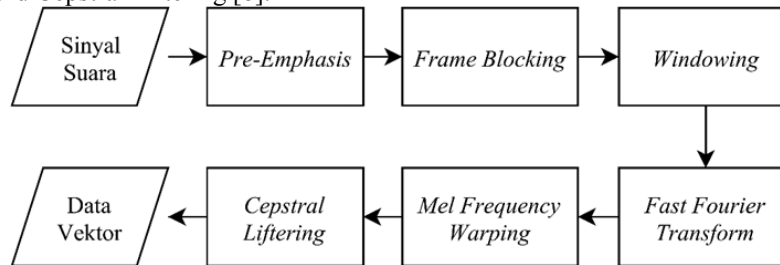 Sinyal
Suara
Pre-Emphasis
Frame Blocking
Windowing
Data
Vektor
Cepstral
Liftering
Mel Frequency
Warping
Fast Fourier
Transform